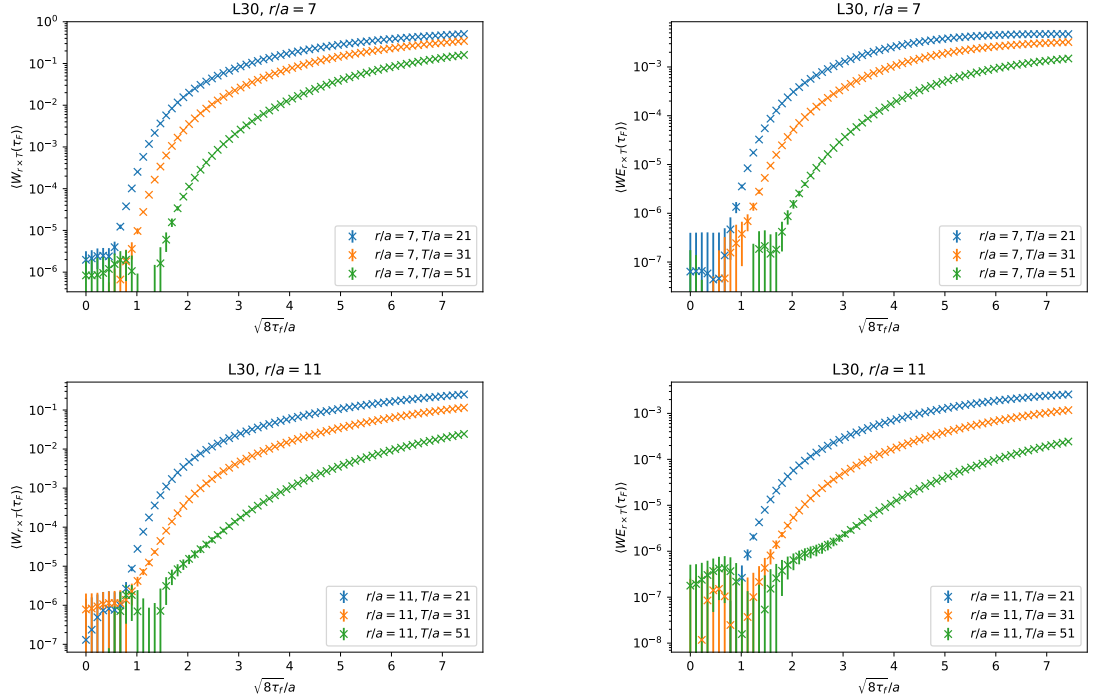 L30, r/a = 7
⟨W_{r×T}(τ_F)⟩
10^0
10^{-1}
10^{-2}
10^{-3}
10^{-4}
10^{-5}
10^{-6}
r/a = 7, T/a = 21
r/a = 7, T/a = 31
r/a = 7, T/a = 51
0 1 2 3 4 5 6 7
√8τ_f/a
L30, r/a = 7
⟨WE_{r×T}(τ_F)⟩
10^{-3}
10^{-4}
10^{-5}
10^{-6}
10^{-7}
r/a = 7, T/a = 21
r/a = 7, T/a = 31
r/a = 7, T/a = 51
0 1 2 3 4 5 6 7
√8τ_f/a
L30, r/a = 11
⟨W_{r×T}(τ_F)⟩
10^{-1}
10^{-2}
10^{-3}
10^{-4}
10^{-5}
10^{-6}
10^{-7}
r/a = 11, T/a = 21
r/a = 11, T/a = 31
r/a = 11, T/a = 51
0 1 2 3 4 5 6 7
√8τ_f/a
L30, r/a = 11
⟨WE_{r×T}(τ_F)⟩
10^{-3}
10^{-4}
10^{-5}
10^{-6}
10^{-7}
10^{-8}
r/a = 11, T/a = 21
r/a = 11, T/a = 31
r/a = 11, T/a = 51
0 1 2 3 4 5 6 7
√8τ_f/a